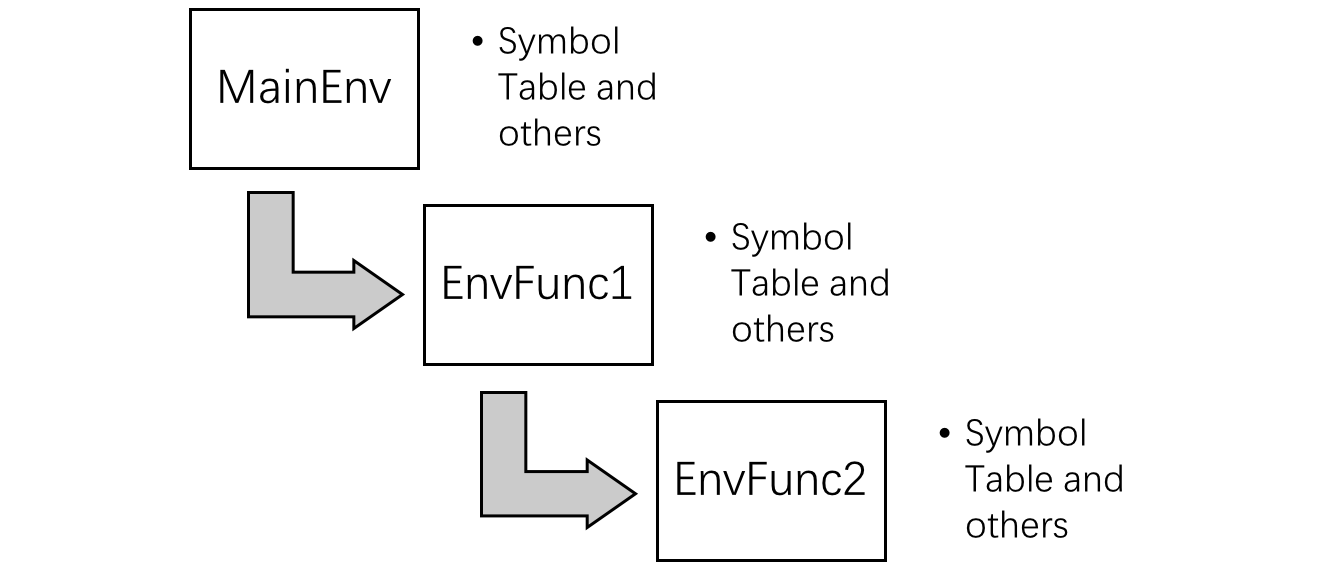 MainEnv
• Symbol
Table and
others
EnvFunc1
• Symbol
Table and
others
EnvFunc2
• Symbol
Table and
others